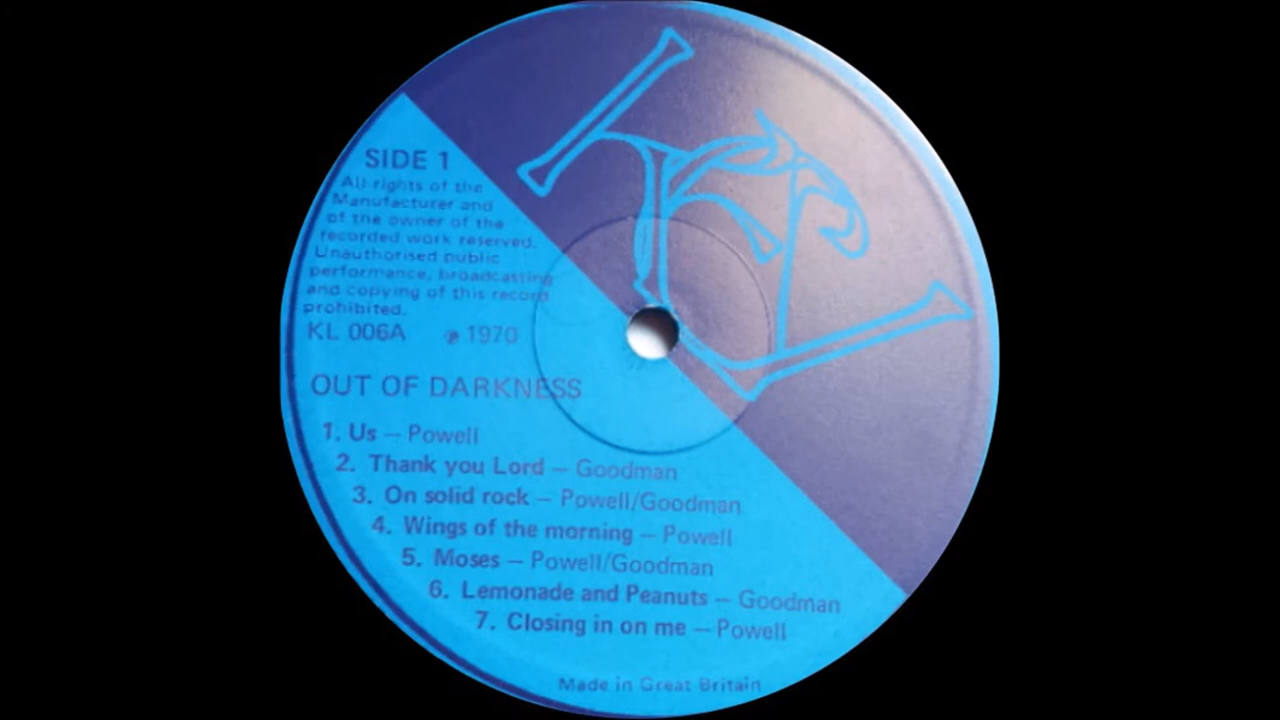 SIDE 1
All rights of the
Manufacturer and
of the owner of the
recorded work reserved.
Unauthorised public
performance, broadcasting
and copying of this record
prohibited.
KL 006A ℗ 1970
OUT OF DARKNESS
1. Us – Powell
2. Thank you Lord – Goodman
3. On solid rock – Powell/Goodman
4. Wings of the morning – Powell
5. Moses – Powell/Goodman
6. Lemonade and Peanuts – Goodman
7. Closing in on me – Powell
Made in Great Britain